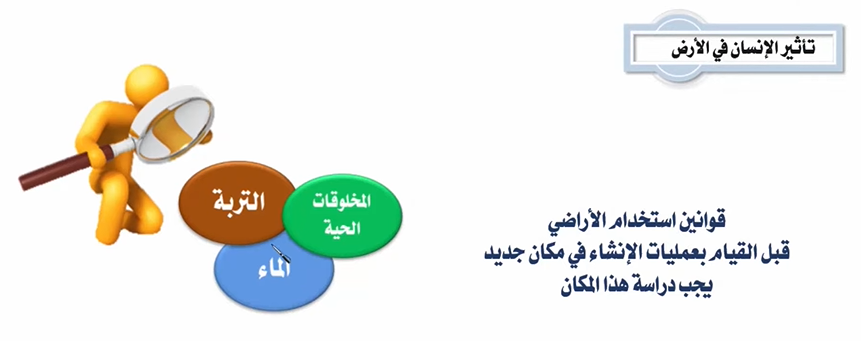 تأثير الإنسان في الأرض
قوانين استخدام الأراضي
قبل القيام بعمليات الإنشاء في مكان جديد
يجب دراسة هذا المكان
المخلوقات
الحية
التربة
الماء